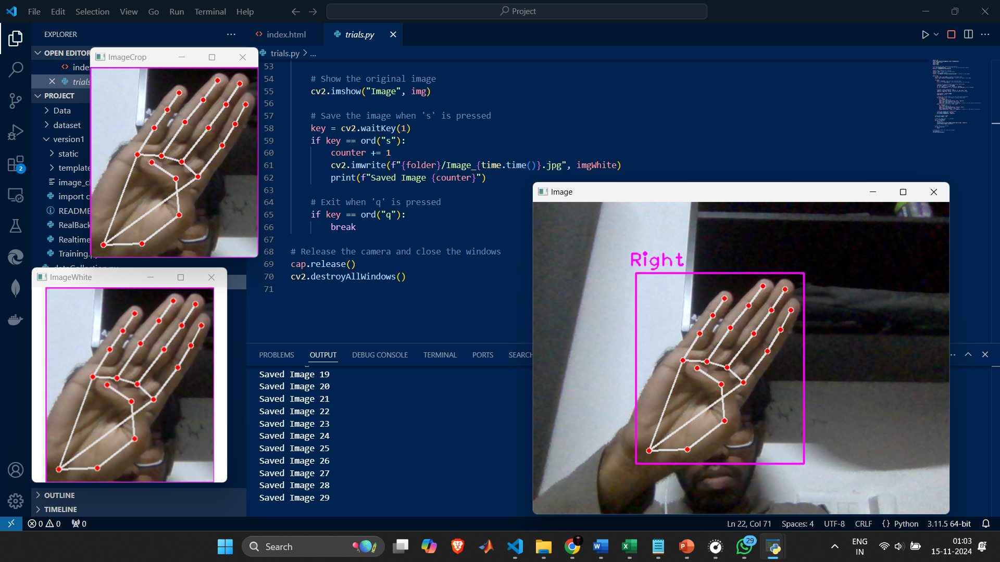 File Edit Selection View Go Run Terminal Help
Project
EXPLORER
index.html
trials.py
OPEN EDITOR
inde
trials
PROJECT
Data
dataset
version1
static
template
image_c
import c
README
RealBack
Realtime
Training.p
OUTLINE
TIMELINE
ImageCrop
ImageWhite
trials.py > ...
53
54 # Show the original image
55 cv2.imshow("Image", img)
56
57 # Save the image when 's' is pressed
58 key = cv2.waitKey(1)
59 if key == ord("s"):
60 counter += 1
61 cv2.imwrite(f"{folder}/Image_{time.time()}.jpg", imgWhite)
62 print(f"Saved Image {counter}")
63
64 # Exit when 'q' is pressed
65 if key == ord("q"):
66 break
67
68 # Release the camera and close the windows
69 cap.release()
70 cv2.destroyAllWindows()
71
Image
Right
PROBLEMS OUTPUT DEBUG CONSOLE TERMINAL PORTS SEARCH
Saved Image 19
Saved Image 20
Saved Image 21
Saved Image 22
Saved Image 23
Saved Image 24
Saved Image 25
Saved Image 26
Saved Image 27
Saved Image 28
Saved Image 29
2
0 0 0
Ln 22, Col 71 Spaces: 4 UTF-8 CRLF {} Python 3.11.5 64-bit
Search
29
ENG
IN
01:03
15-11-2024